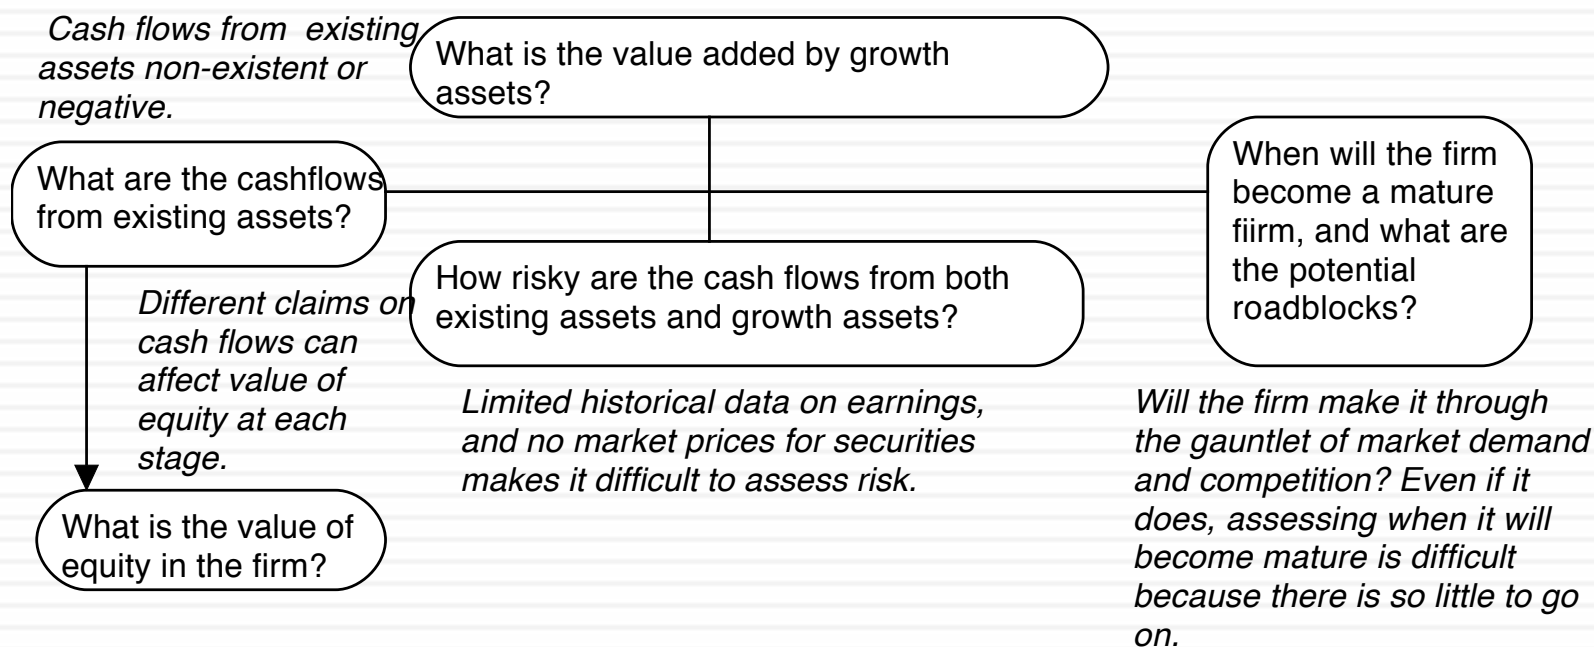 Cash flows from  existing
assets non-existent or
negative.
What is the value added by growth
assets?
What are the cashflows
from existing assets?
When will the firm
become a mature
fiirm, and what are
the potential
roadblocks?
How risky are the cash flows from both
existing assets and growth assets?
Different claims on
cash flows can
affect value of
equity at each
stage.
Limited historical data on earnings,
and no market prices for securities
makes it difficult to assess risk.
Will the firm make it through
the gauntlet of market demand
and competition? Even if it
does, assessing when it will
become mature is difficult
because there is so little to go
on.
What is the value of
equity in the firm?